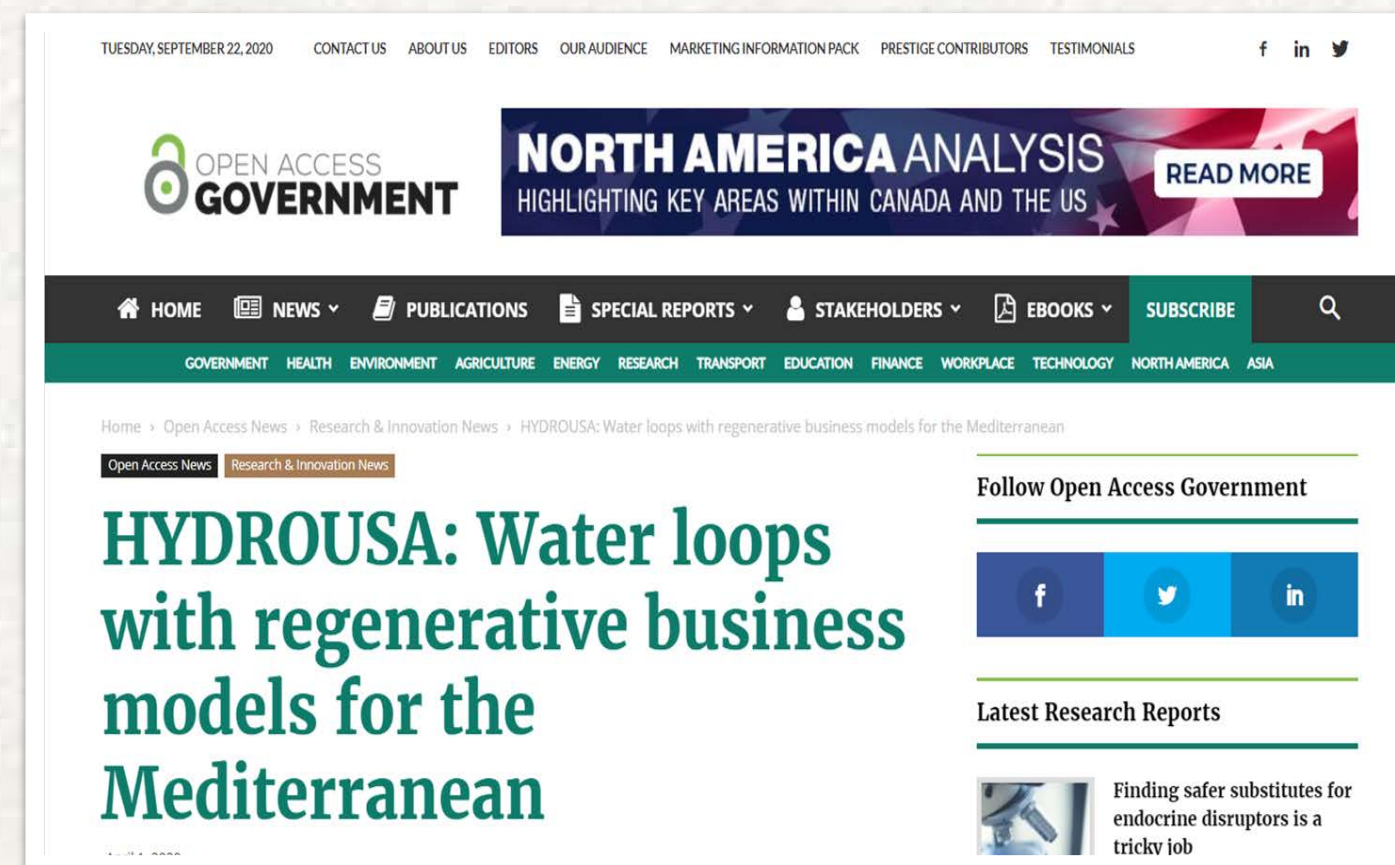 TUESDAY, SEPTEMBER 22, 2020 CONTACT US ABOUT US EDITORS OUR AUDIENCE MARKETING INFORMATION PACK PRESTIGE CONTRIBUTORS TESTIMONIALS
OPEN ACCESS
GOVERNMENT
NORTH AMERICA ANALYSIS
HIGHLIGHTING KEY AREAS WITHIN CANADA AND THE US
READ MORE
HOME NEWS PUBLICATIONS SPECIAL REPORTS STAKEHOLDERS EBOOKS SUBSCRIBE
GOVERNMENT HEALTH ENVIRONMENT AGRICULTURE ENERGY RESEARCH TRANSPORT EDUCATION FINANCE WORKPLACE TECHNOLOGY NORTH AMERICA ASIA
Home › Open Access News › Research & Innovation News › HYDROUSA: Water loops with regenerative business models for the Mediterranean
Open Access News Research & Innovation News
HYDROUSA: Water loops
with regenerative business
models for the
Mediterranean
Follow Open Access Government
Latest Research Reports
Finding safer substitutes for
endocrine disruptors is a
tricky job